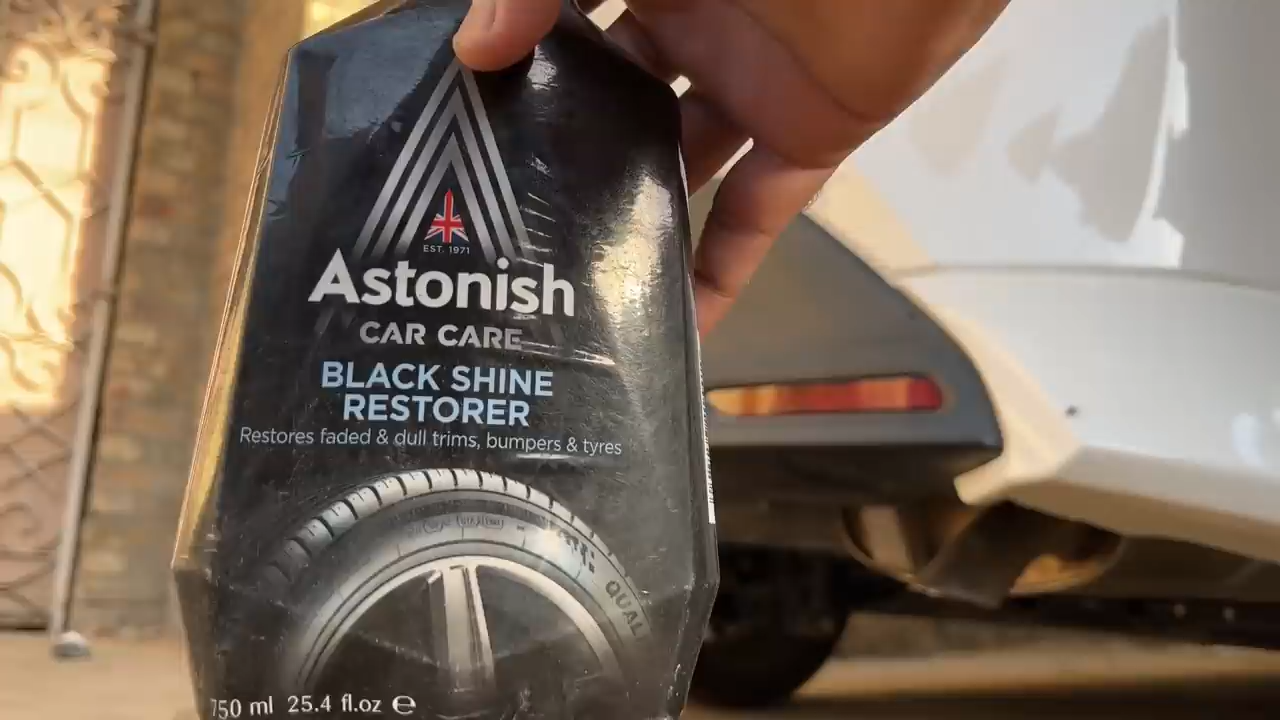 EST. 1971
Astonish
CAR CARE
BLACK SHINE
RESTORER
Restores faded & dull trims, bumpers & tyres
QUAL
750 ml 25.4 fl.oz ℮